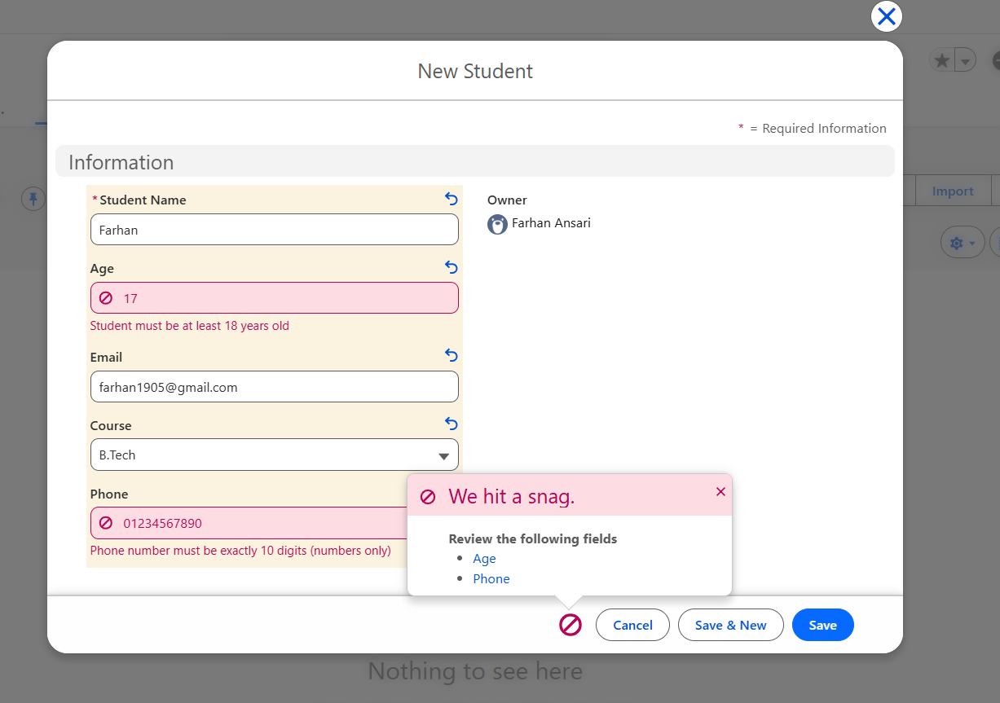 New Student
* = Required Information
Information
* Student Name
Farhan
Owner
Farhan Ansari
Import
Age
17
Student must be at least 18 years old
Email
farhan1905@gmail.com
Course
B.Tech
Phone
01234567890
Phone number must be exactly 10 digits (numbers only)
We hit a snag.
Review the following fields
• Age
• Phone
Cancel
Save & New
Save
Nothing to see here